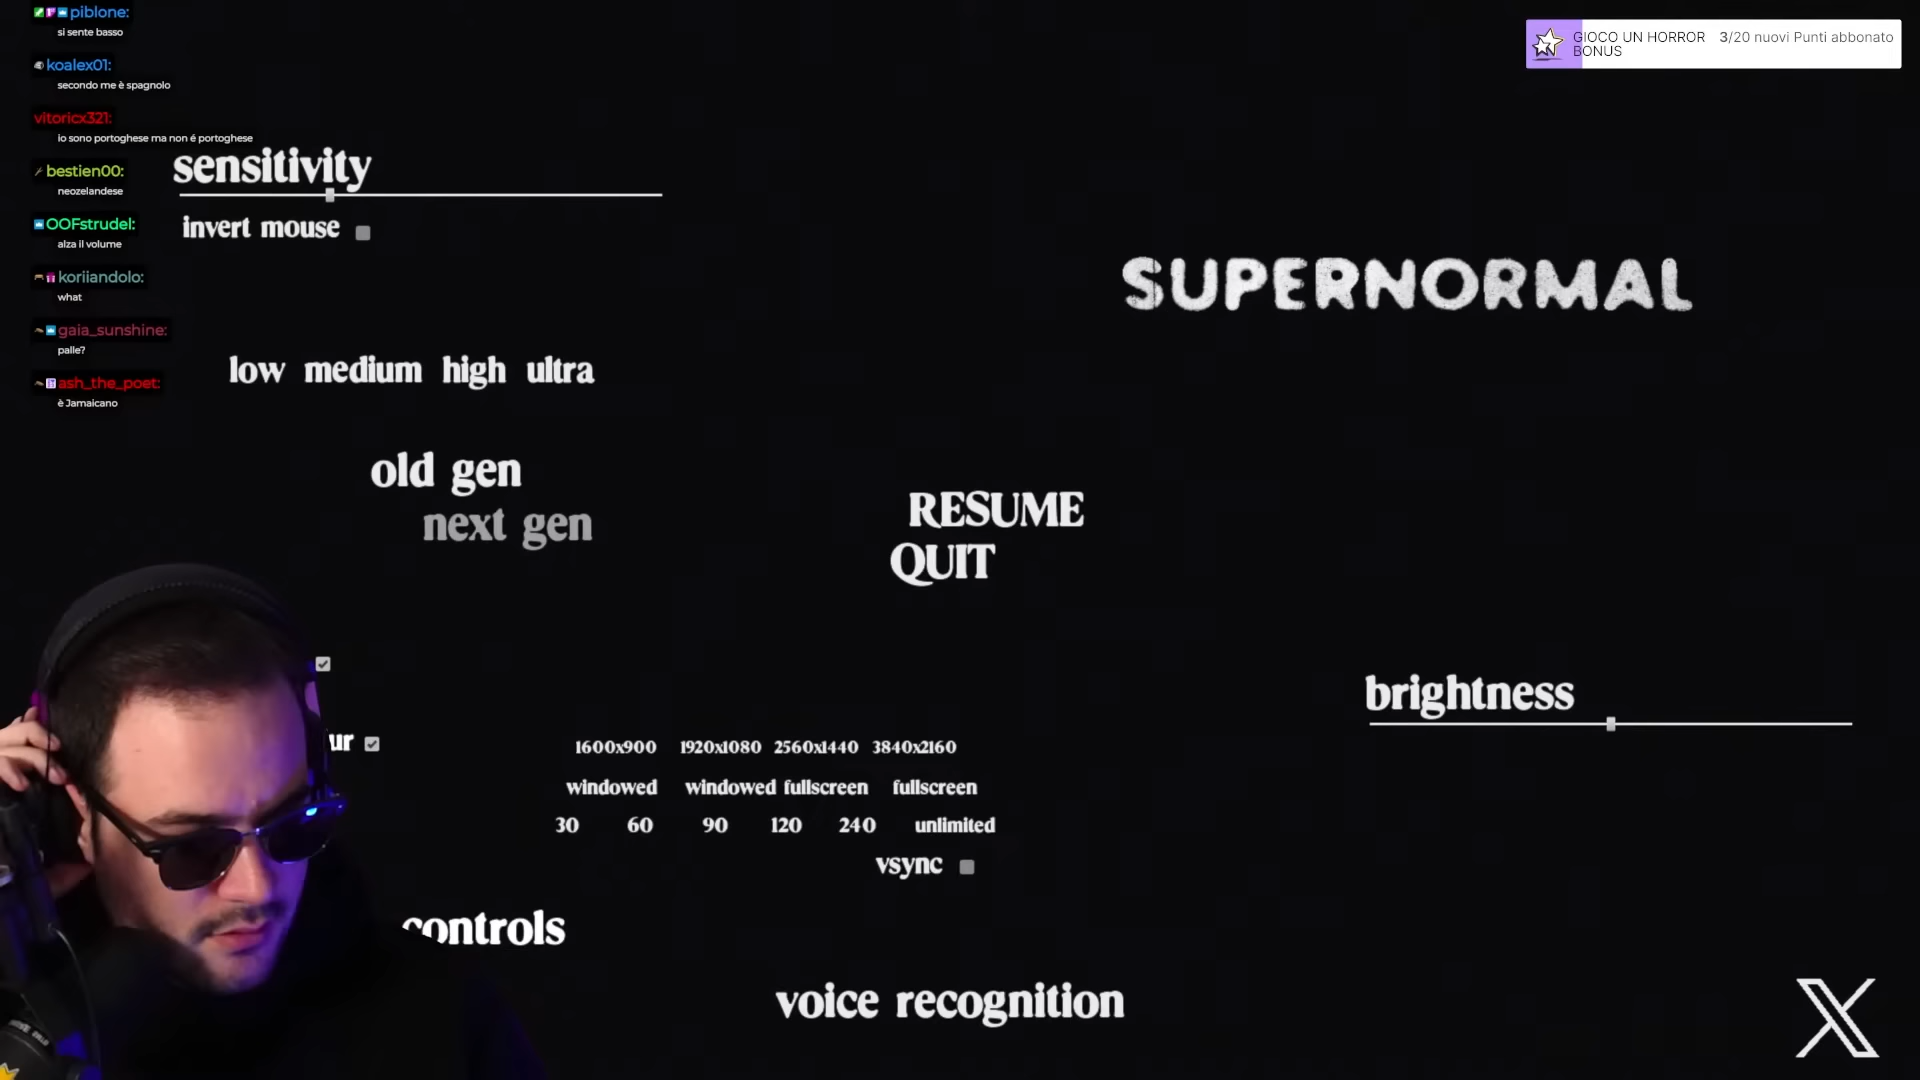 piblone:
si sente basso
koalex01:
secondo me è spagnolo
vitoricx321:
io sono portoghese ma non é portoghese
bestien00:
neozelandese
OOFstrudel:
alza il volume
koriiandolo:
what
gaia_sunshine:
palle?
ash_the_poet:
è Jamaicano
GIOCO UN HORROR BONUS
3/20 nuovi Punti abbonato
sensitivity
invert mouse
SUPERNORMAL
low medium high ultra
old gen
next gen
RESUME
QUIT
brightness
ur
1600x900 1920x1080 2560x1440 3840x2160
windowed windowed fullscreen fullscreen
30 60 90 120 240 unlimited
vsync
controls
voice recognition